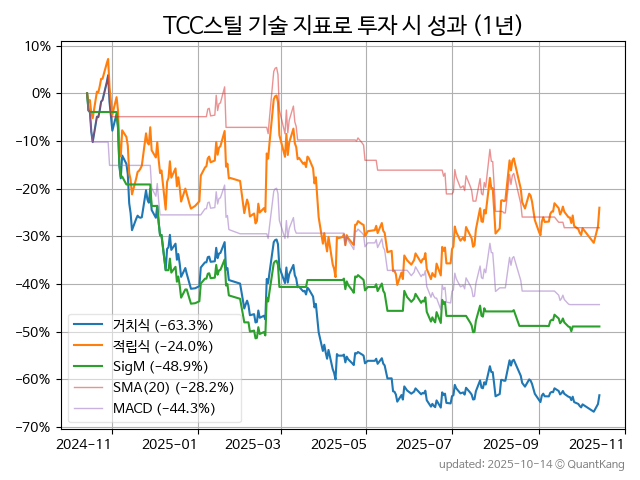 TCC스틸 기술 지표로 투자 시 성과 (1년)
10%
0%
−10%
−20%
−30%
−40%
−50%
−60%
−70%
거치식 (−63.3%)
적립식 (−24.0%)
SigM (−48.9%)
SMA(20) (−28.2%)
MACD (−44.3%)
2024-11 2025-01 2025-03 2025-05 2025-07 2025-09 2025-11
updated: 2025-10-14 © QuantKang